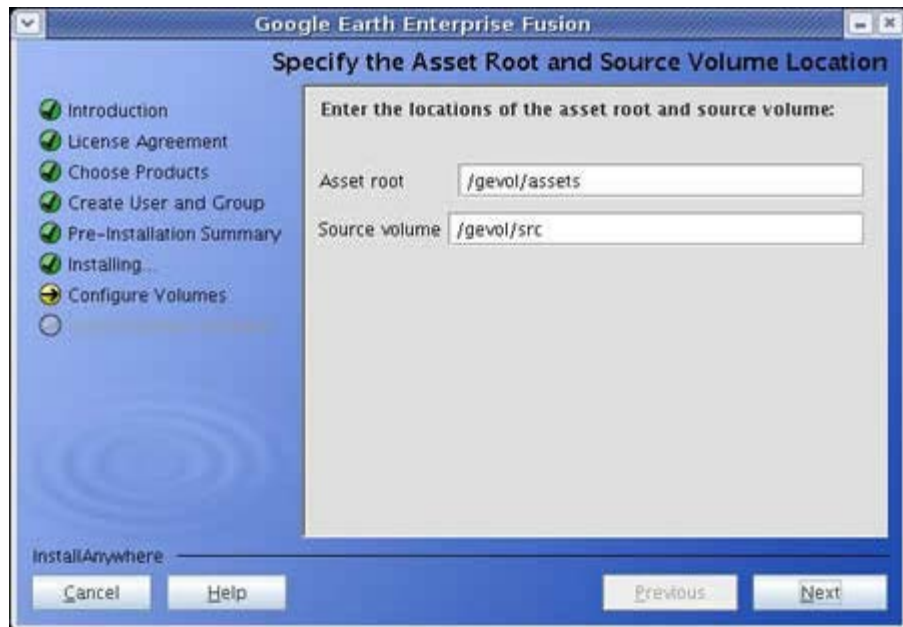 Google Earth Enterprise Fusion
Specify the Asset Root and Source Volume Location
Introduction
License Agreement
Choose Products
Create User and Group
Pre-Installation Summary
Installing...
Configure Volumes
Enter the locations of the asset root and source volume:
Asset root /gevol/assets
Source volume /gevol/src
InstallAnywhere
Cancel Help Previous Next